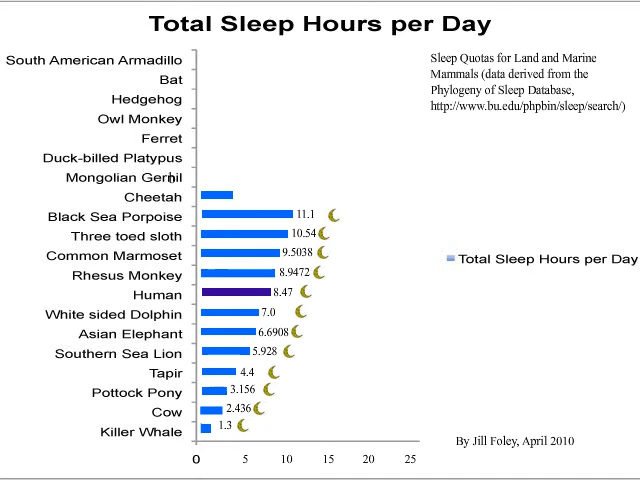 Total Sleep Hours per Day
Sleep Quotas for Land and Marine
Mammals (data derived from the
Phylogeny of Sleep Database,
http://www.bu.edu/phpbin/sleep/search/)
South American Armadillo
Bat
Hedgehog
Owl Monkey
Ferret
Duck-billed Platypus
Mongolian
Cheetah
Black Sea Porpoise 11.1
Three toed sloth 10.54
Common Marmoset 9.5038
Rhesus Monkey 8.9472
Human 8.47
White sided Dolphin 7.0
Asian Elephant 6.6908
Southern Sea Lion 5.928
Tapir 4.4
Pottock Pony 3.156
Cow 2.436
Killer Whale 1.3
Total Sleep Hours per Day
By Jill Foley, April 2010
0 5 10 15 20 25